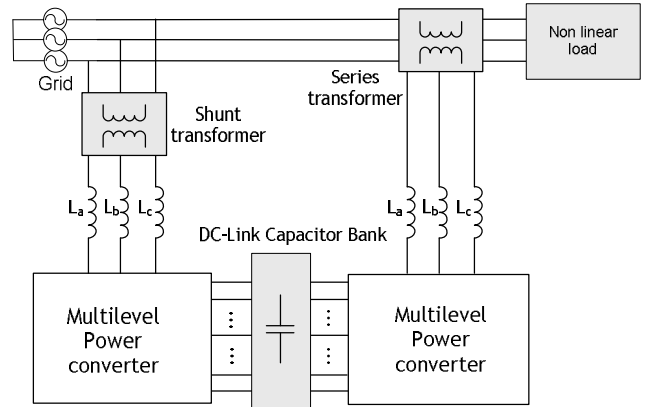 Non linear
load
Grid
Series
transformer
Shunt
transformer
La Lb Lc
La Lb Lc
DC-Link Capacitor Bank
Multilevel
Power
converter
Multilevel
Power
converter